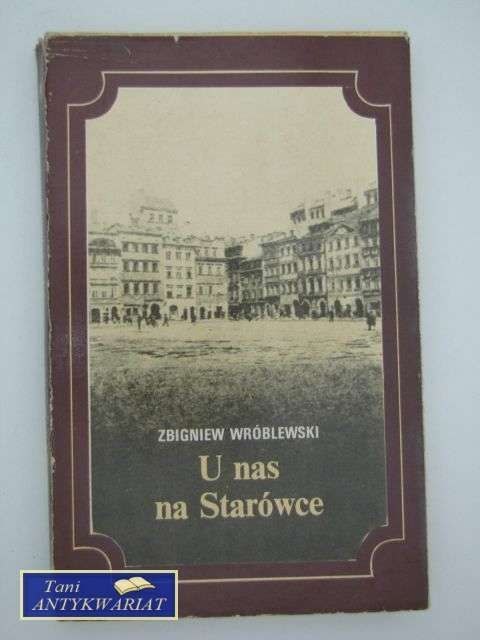 ZBIGNIEW WRÓBLEWSKI
U nas
na Starówce
Tani
ANTYKWARIAT